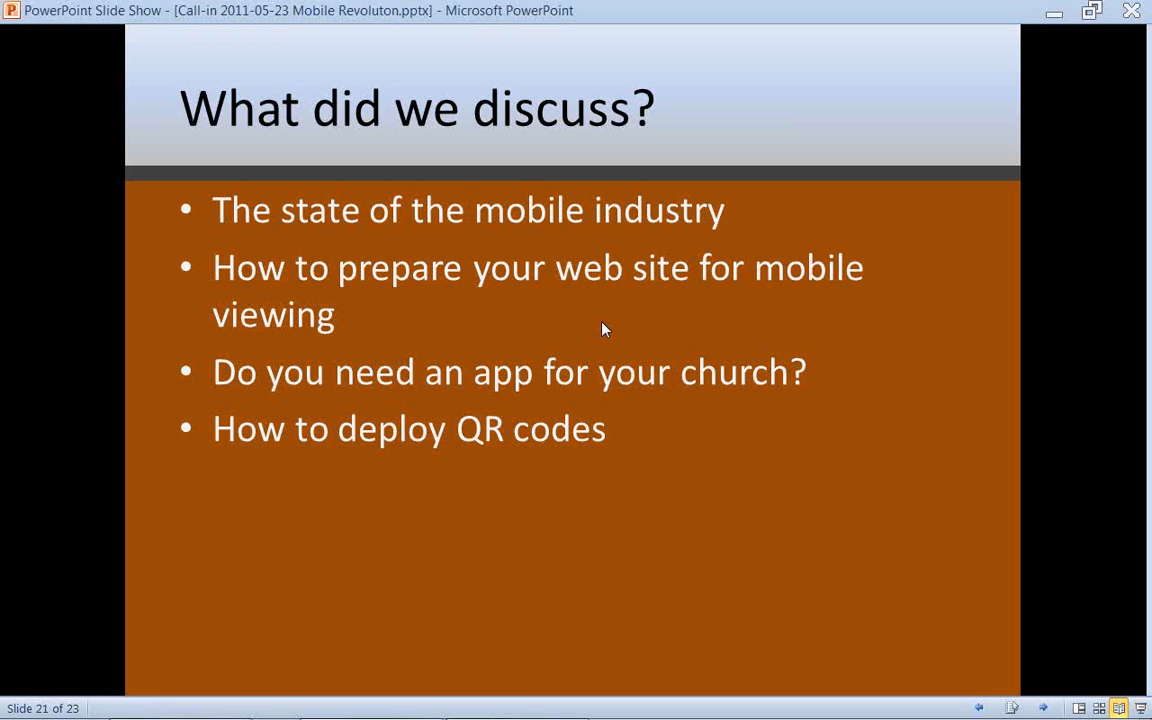 PowerPoint Slide Show - [Call-in 2011-05-23 Mobile Revoluton.pptx] - Microsoft PowerPoint
What did we discuss?
• The state of the mobile industry
• How to prepare your web site for mobile
viewing
• Do you need an app for your church?
• How to deploy QR codes
Slide 21 of 23